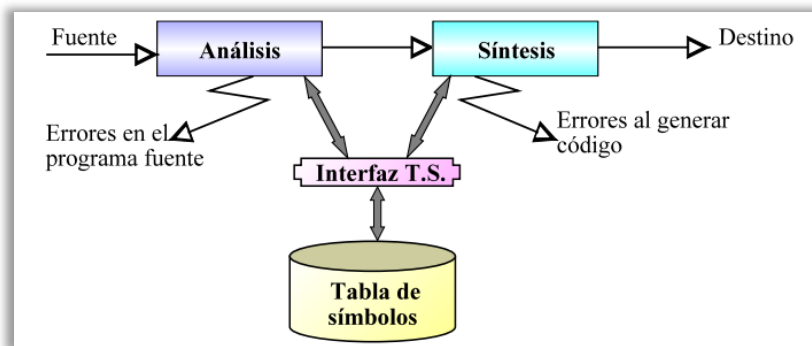 Fuente
Análisis
Síntesis
Destino
Errores en el
programa fuente
Errores al generar
código
Interfaz T.S.
Tabla de
símbolos